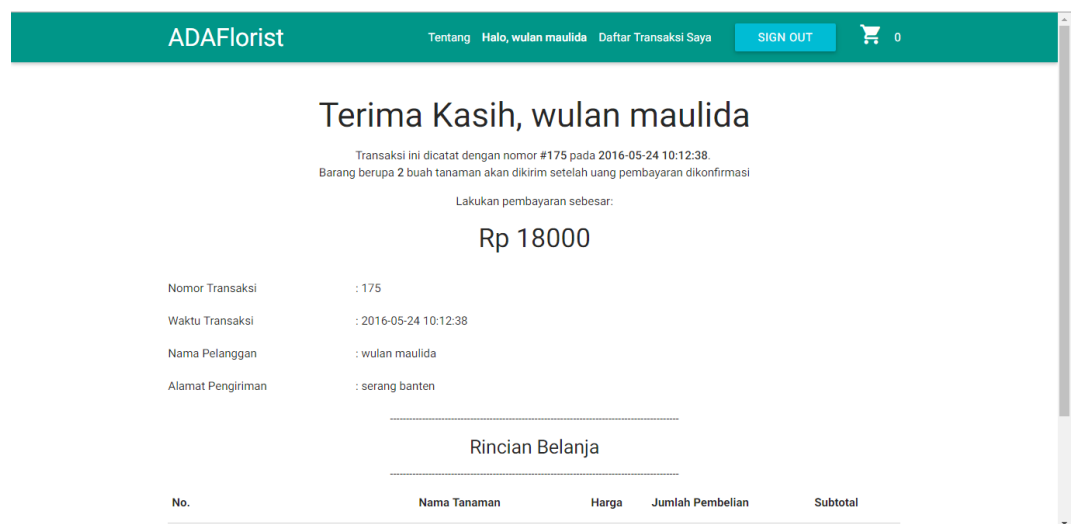 ADAFlorist Tentang Halo, wulan maulida Daftar Transaksi Saya SIGN OUT 0
Terima Kasih, wulan maulida
Transaksi ini dicatat dengan nomor #175 pada 2016-05-24 10:12:38.
Barang berupa 2 buah tanaman akan dikirim setelah uang pembayaran dikonfirmasi
Lakukan pembayaran sebesar:
Rp 18000
Nomor Transaksi : 175
Waktu Transaksi : 2016-05-24 10:12:38
Nama Pelanggan : wulan maulida
Alamat Pengiriman : serang banten
Rincian Belanja
No. Nama Tanaman Harga Jumlah Pembelian Subtotal